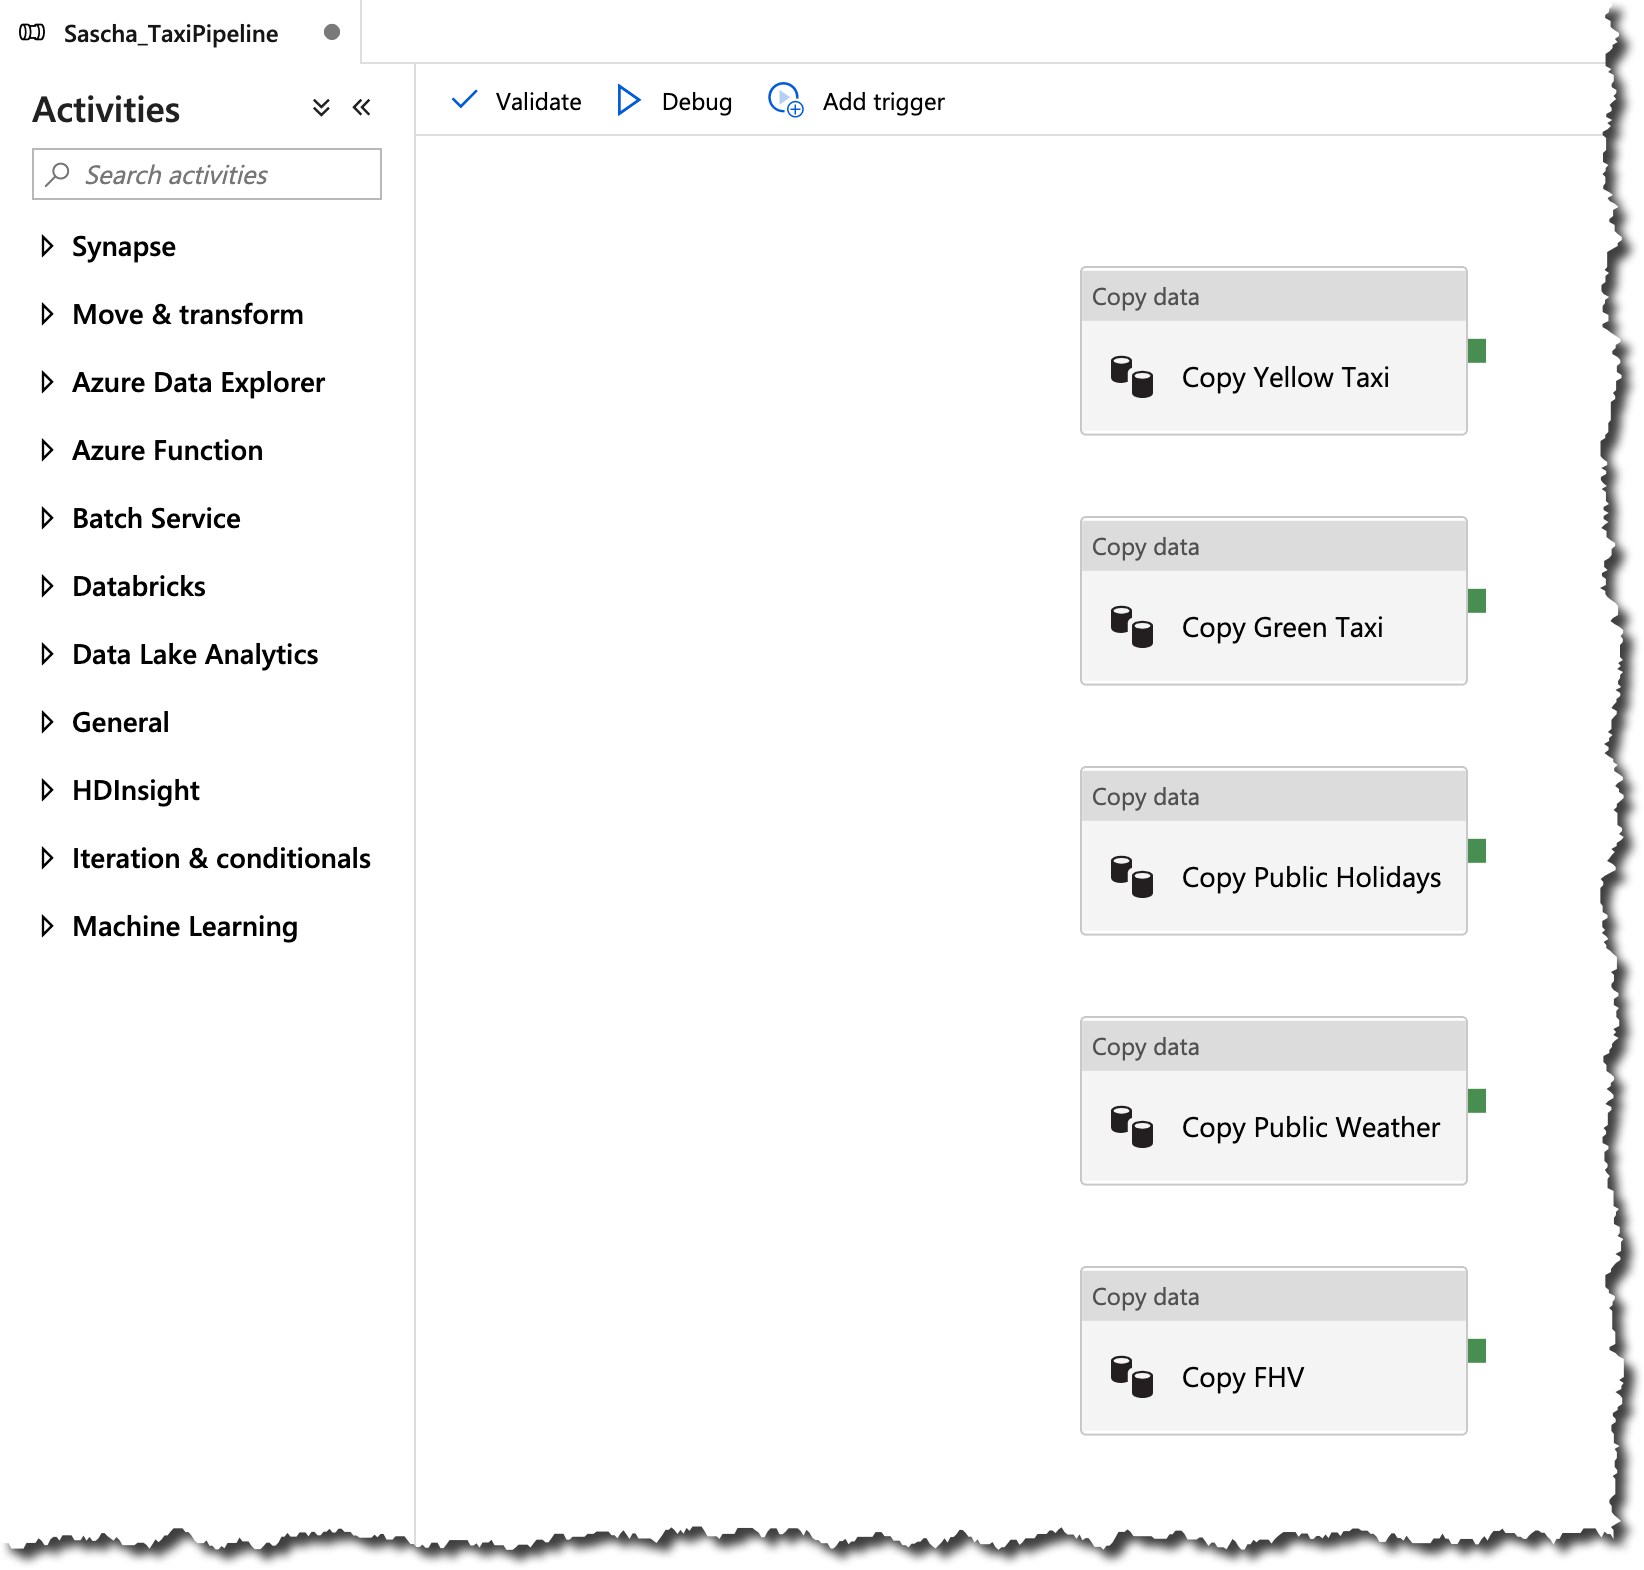 Sascha_TaxiPipeline
Activities
Search activities
Synapse
Move & transform
Azure Data Explorer
Azure Function
Batch Service
Databricks
Data Lake Analytics
General
HDInsight
Iteration & conditionals
Machine Learning
Validate Debug Add trigger
Copy data
Copy Yellow Taxi
Copy data
Copy Green Taxi
Copy data
Copy Public Holidays
Copy data
Copy Public Weather
Copy data
Copy FHV